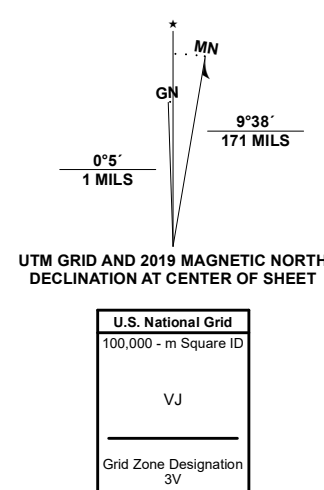 ★
MN
GN
9°38´
171 MILS
0°5´
1 MILS
UTM GRID AND 2019 MAGNETIC NORTH
DECLINATION AT CENTER OF SHEET
U.S. National Grid
100,000 - m Square ID
VJ
Grid Zone Designation
3V